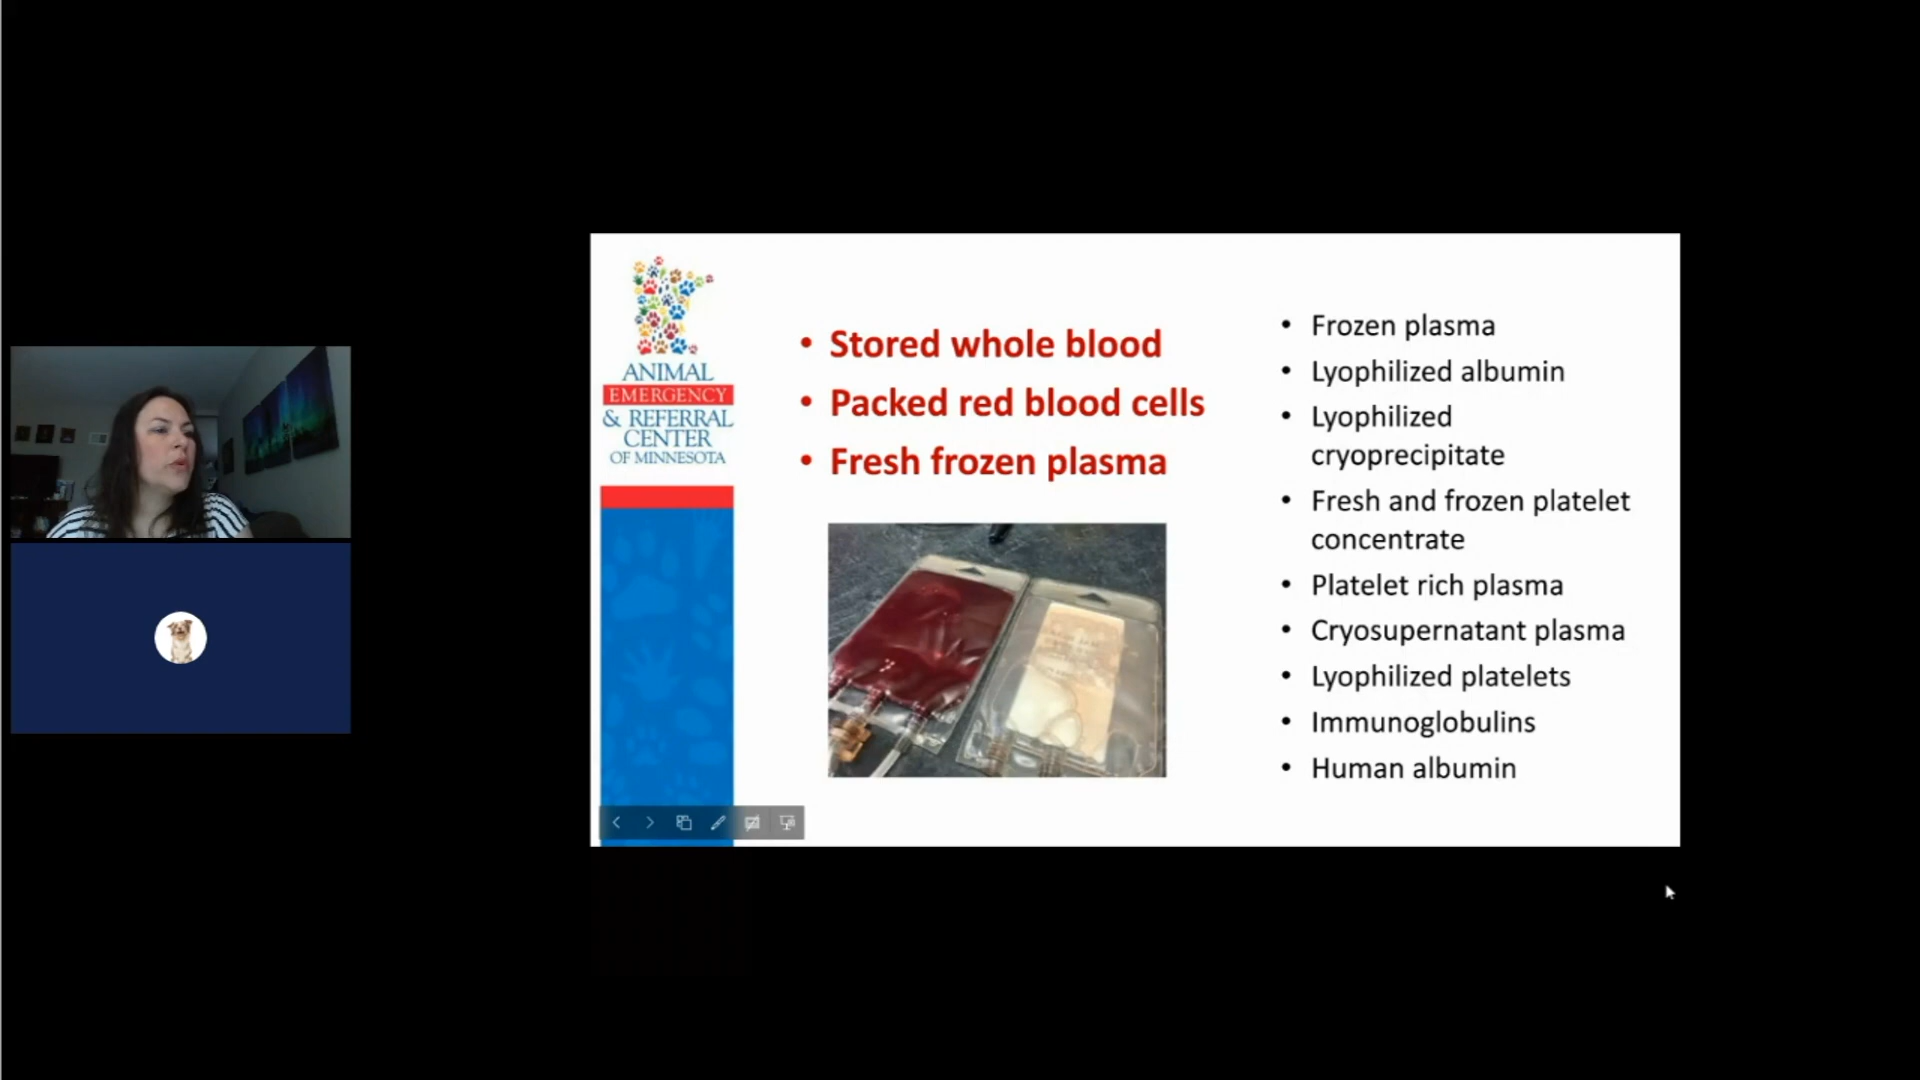 ANIMAL
EMERGENCY
& REFERRAL
CENTER
OF MINNESOTA
• Stored whole blood
• Packed red blood cells
• Fresh frozen plasma
• Frozen plasma
• Lyophilized albumin
• Lyophilized
cryoprecipitate
• Fresh and frozen platelet
concentrate
• Platelet rich plasma
• Cryosupernatant plasma
• Lyophilized platelets
• Immunoglobulins
• Human albumin